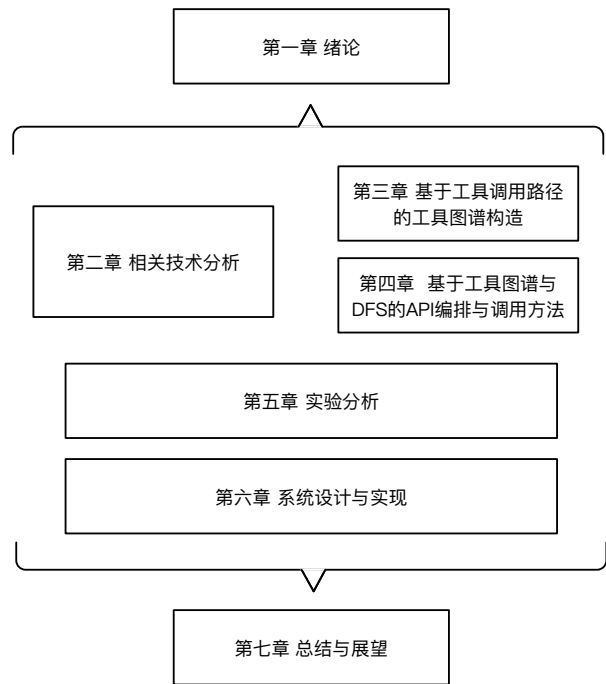 第一章 绪论
第二章 相关技术分析
第三章 基于工具调用路径
的工具图谱构造
第四章  基于工具图谱与
DFS的API编排与调用方法
第五章 实验分析
第六章 系统设计与实现
第七章 总结与展望